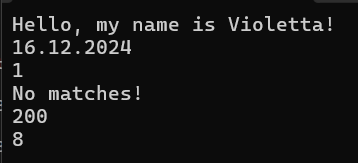 Hello, my name is Violetta!
16.12.2024
1
No matches!
200
8